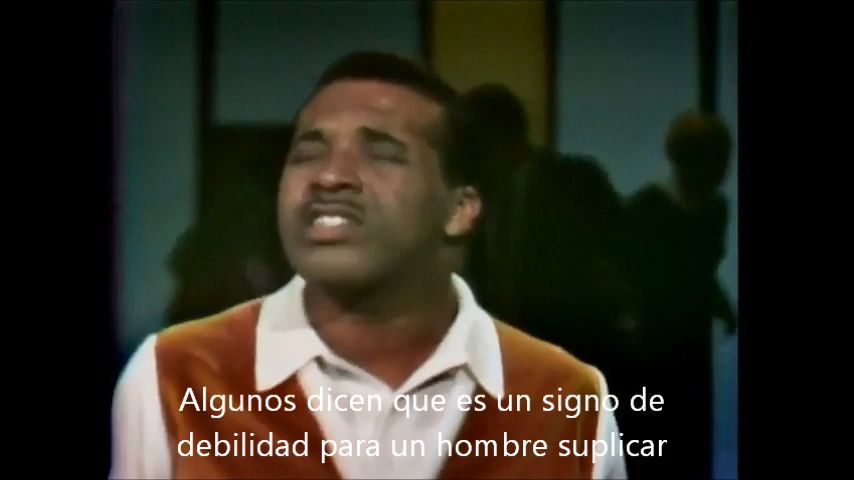 Algunos dicen que es un signo de
debilidad para un hombre suplicar